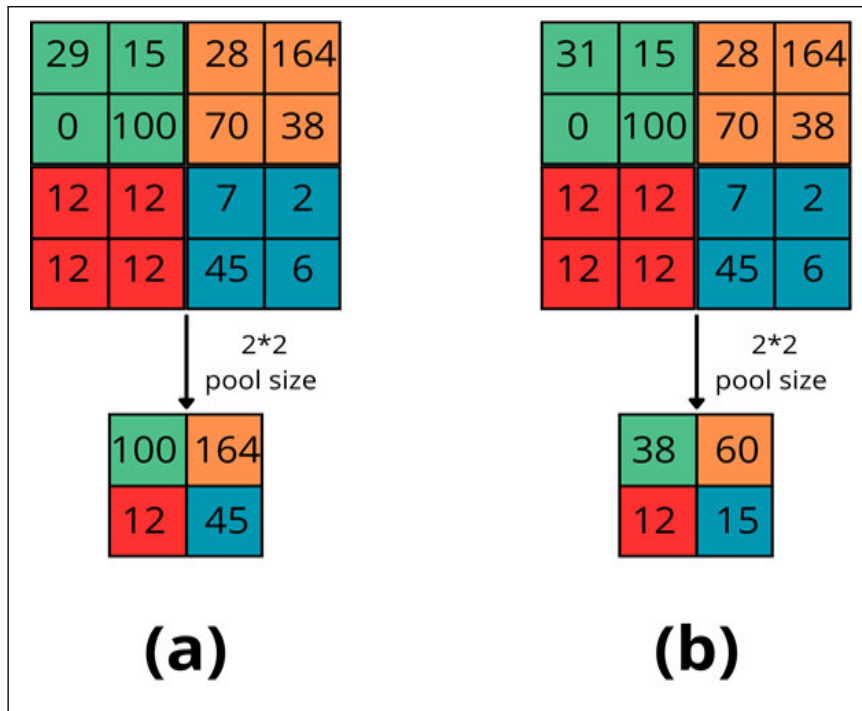 29 15 28 164
0 100 70 38
12 12 7 2
12 12 45 6
2*2
pool size
100 164
12 45
(a)
31 15 28 164
0 100 70 38
12 12 7 2
12 12 45 6
2*2
pool size
38 60
12 15
(b)